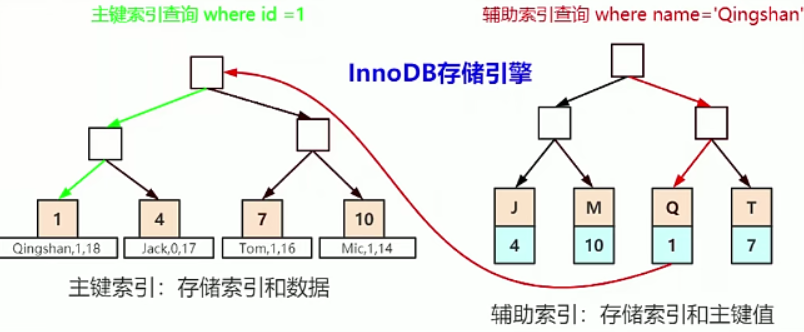 主键索引查询 where id =1
辅助索引查询 where name='Qingshan'
InnoDB存储引擎
1
4
7
10
Qingshan,1,18
Jack,0,17
Tom,1,16
Mic,1,14
主键索引：存储索引和数据
J
M
Q
T
4
10
1
7
辅助索引：存储索引和主键值